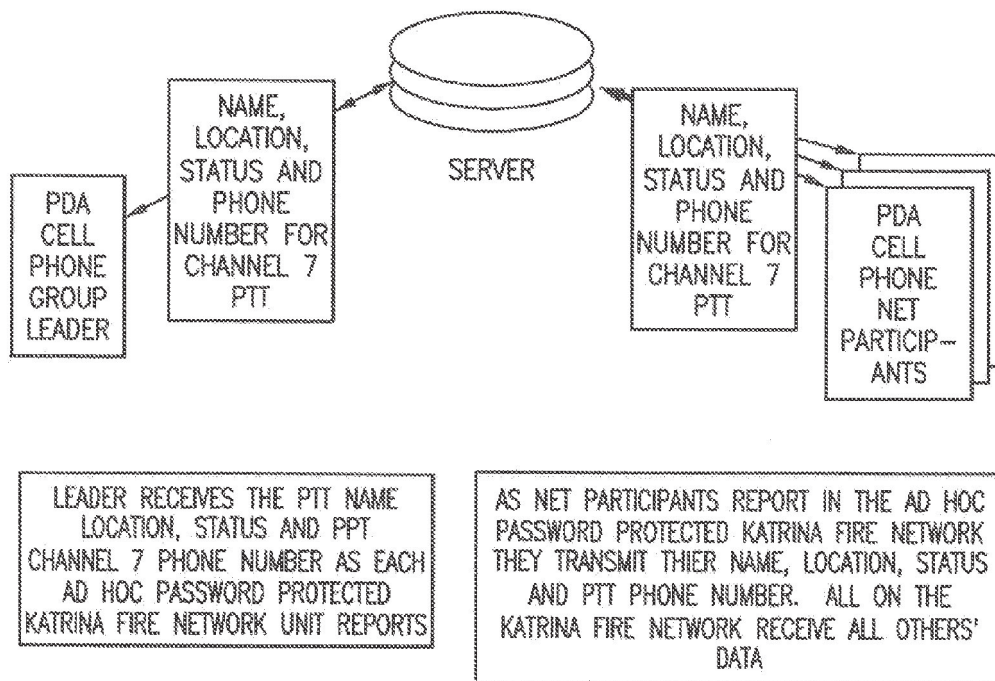 NAME,
LOCATION,
STATUS AND
PHONE
NUMBER FOR
CHANNEL 7
PTT
SERVER
NAME,
LOCATION,
STATUS AND
PHONE
NUMBER FOR
CHANNEL 7
PTT
PDA
CELL
PHONE
GROUP
LEADER
PDA
CELL
PHONE
NET
PARTICIP-
ANTS
LEADER RECEIVES THE PTT NAME
LOCATION, STATUS AND PPT
CHANNEL 7 PHONE NUMBER AS EACH
AD HOC PASSWORD PROTECTED
KATRINA FIRE NETWORK UNIT REPORTS
AS NET PARTICIPANTS REPORT IN THE AD HOC
PASSWORD PROTECTED KATRINA FIRE NETWORK
THEY TRANSMIT THIER NAME, LOCATION, STATUS
AND PTT PHONE NUMBER. ALL ON THE
KATRINA FIRE NETWORK RECEIVE ALL OTHERS'
DATA